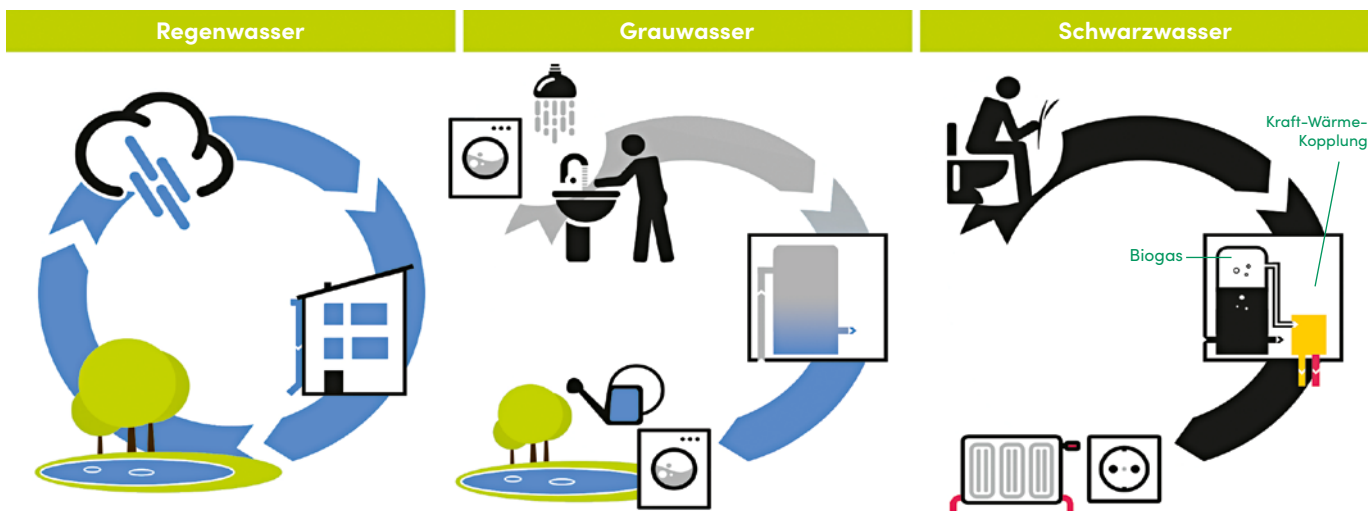 Regenwasser
Grauwasser
Schwarzwasser
Kraft-Wärme-
Kopplung
Biogas